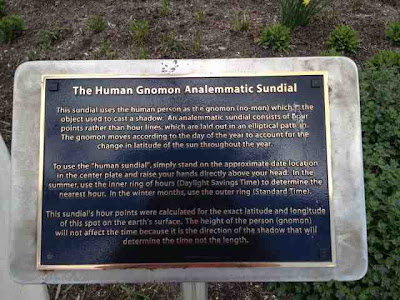 The Human Gnomon Analemmatic Sundial
This sundial uses the human person as the gnomon (no-mon) which is the
object used to cast a shadow. An analemmatic sundial consists of hour
points rather than hour lines, which are laid out in an elliptical path.
The gnomon moves according to the day of the year to account for the
change in latitude of the sun throughout the year.
To use the "human sundial", simply stand on the approximate date location
in the center plate and raise your hands directly above your head. In the
summer, use the inner ring of hours (Daylight Savings Time) to determine the
nearest hour. In the winter months, use the outer ring (Standard Time).
This sundial's hour points were calculated for the exact latitude and longitude
of this spot on the earth's surface. The height of the person (gnomon)
will not affect the time because it is the direction of the shadow that will
determine the time not the length.